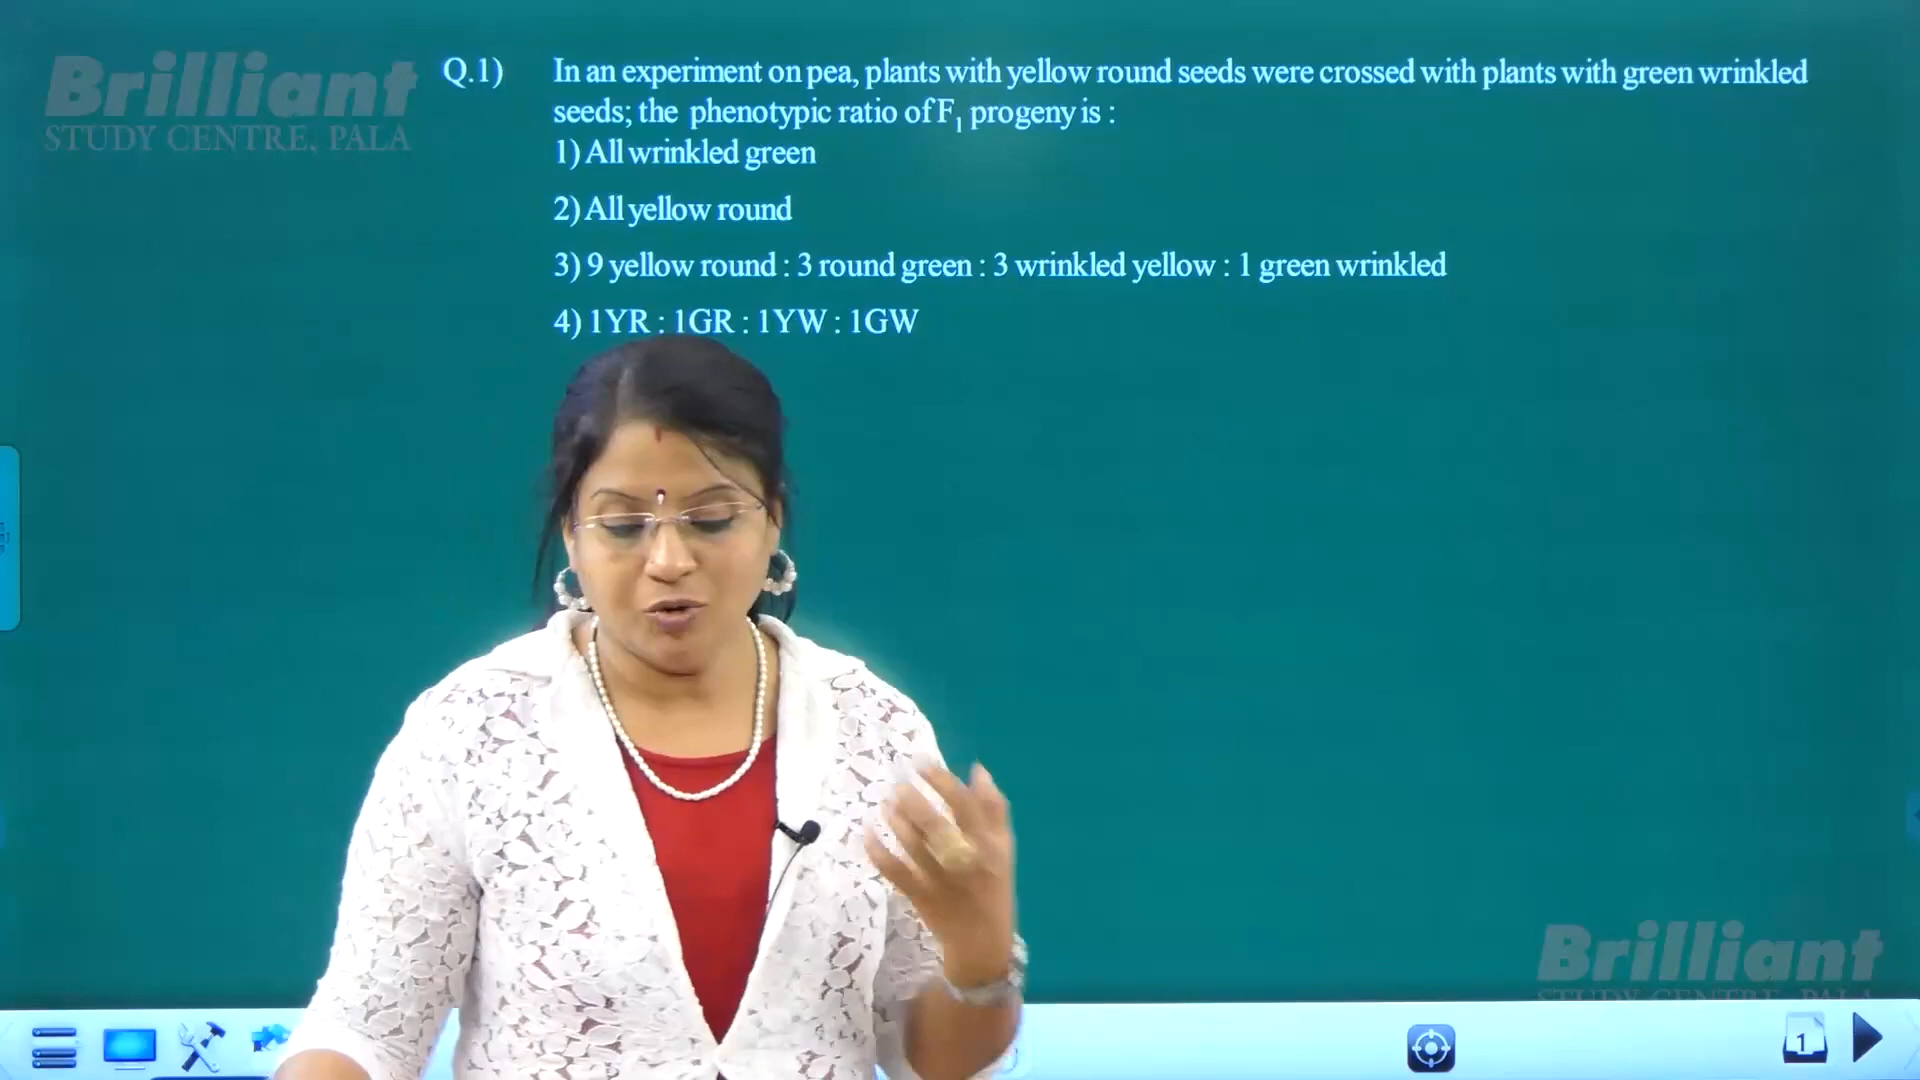 Brilliant
STUDY CENTRE, PALA
Q.1) In an experiment on pea, plants with yellow round seeds were crossed with plants with green wrinkled
seeds; the phenotypic ratio of F₁ progeny is :
1) All wrinkled green
2) All yellow round
3) 9 yellow round : 3 round green : 3 wrinkled yellow : 1 green wrinkled
4) 1YR : 1GR : 1YW : 1GW
Brilliant
STUDY CENTRE, PALA
1